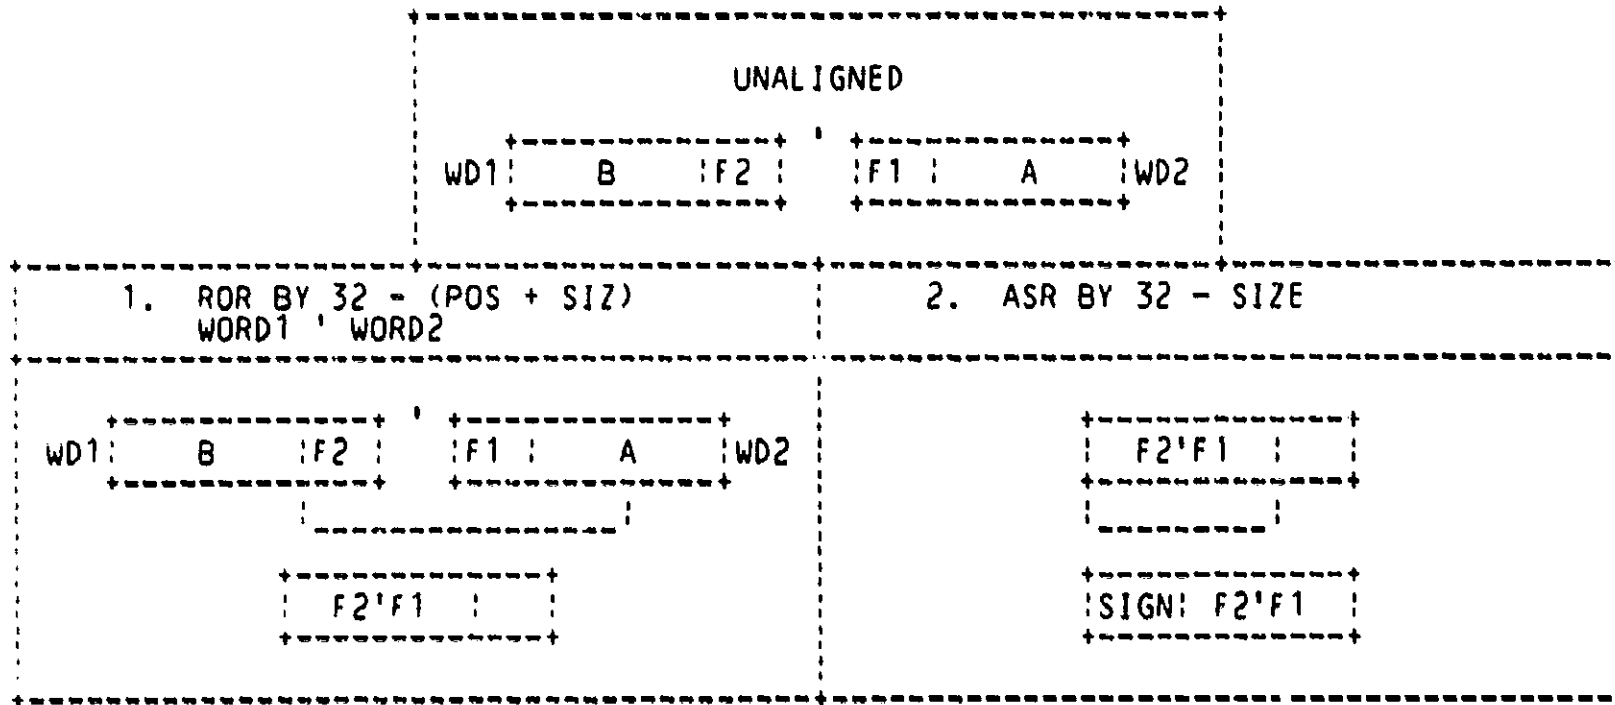 UNALIGNED
'
WD1 B F2 F1 A WD2
1. ROR BY 32 - (POS + SIZ)
WORD1 ' WORD2
2. ASR BY 32 - SIZE
'
WD1 B F2 F1 A WD2
F2'F1
F2'F1
SIGN F2'F1